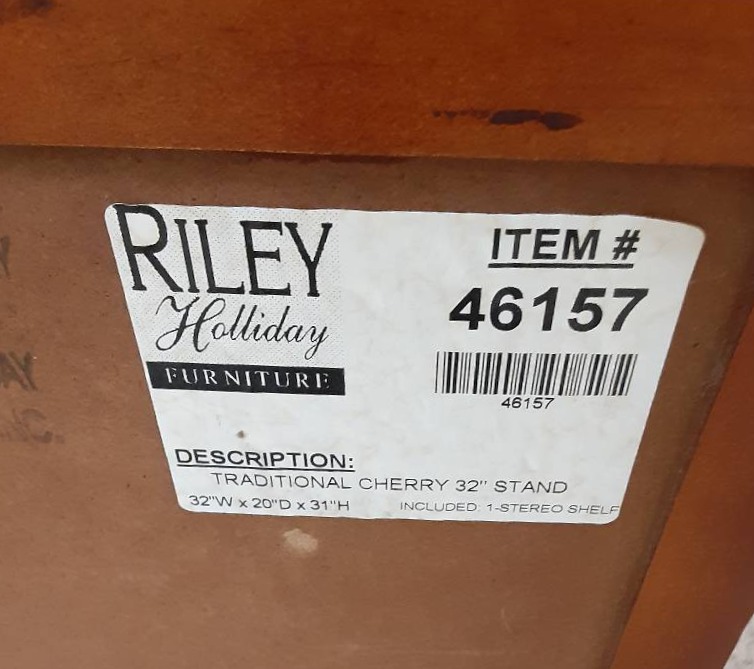 RILEY
Holliday
FURNITURE
ITEM #
46157
46157
DESCRIPTION:
TRADITIONAL CHERRY 32" STAND
32"W x 20"D x 31"H
INCLUDED: 1-STEREO SHELF